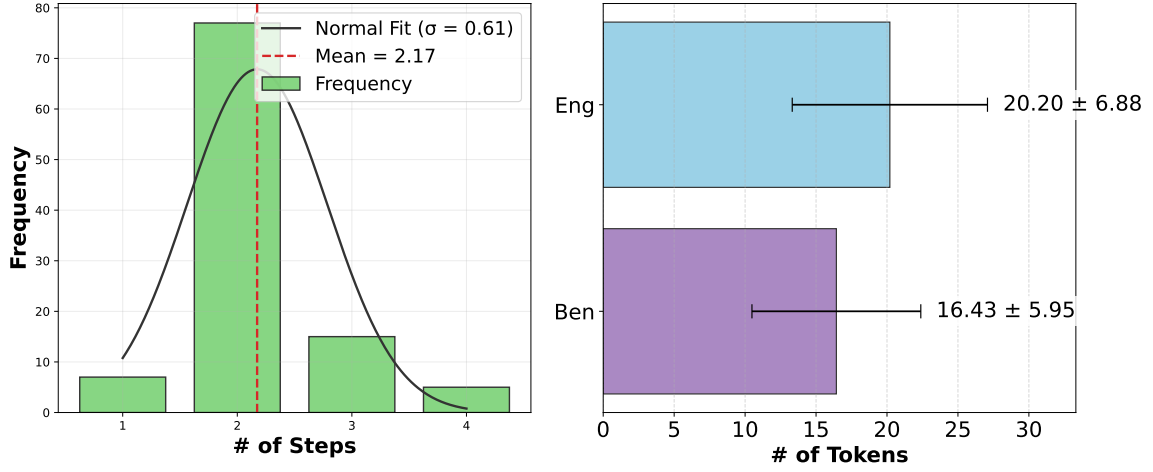 Normal Fit (σ = 0.61)
Mean = 2.17
Frequency
Frequency
80
70
60
50
40
30
20
10
0
1 2 3 4
# of Steps
Eng
20.20 ± 6.88
Ben
16.43 ± 5.95
0 5 10 15 20 25 30
# of Tokens